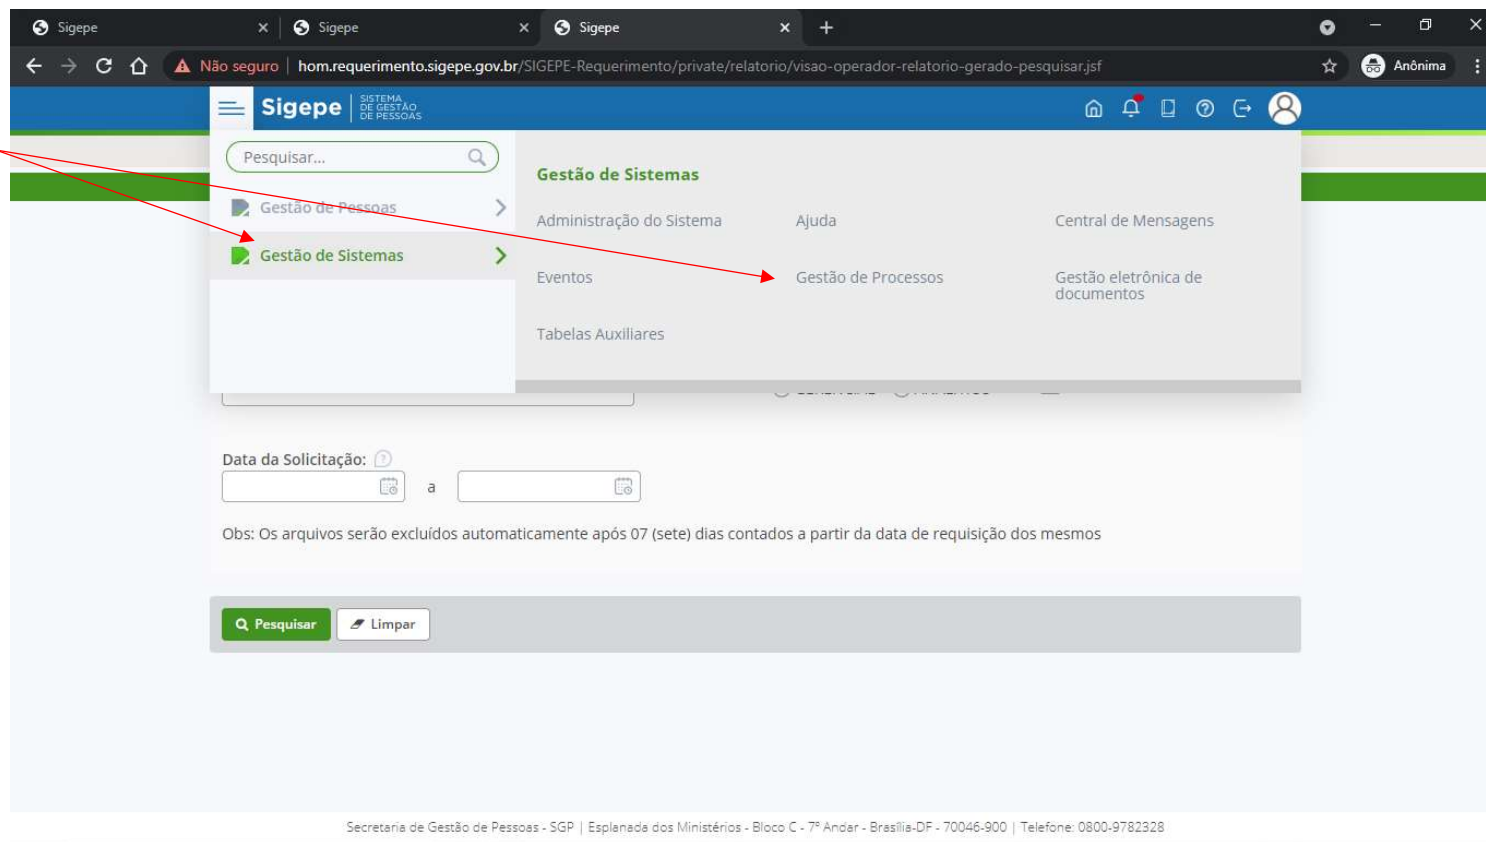 Sigepe
Sigepe
Sigepe
Anônima
Não seguro | hom.requerimento.sigepe.gov.br/SIGEPE-Requerimento/private/relatorio/visao-operador-relatorio-gerado-pesquisar.jsf
Sigepe
SISTEMA
DE GESTÃO
DE PESSOAS
Pesquisar...
Gestão de Pessoas
Gestão de Sistemas
Gestão de Sistemas
Administração do Sistema
Ajuda
Central de Mensagens
Eventos
Gestão de Processos
Gestão eletrônica de
documentos
Tabelas Auxiliares
Data da Solicitação:
a
Obs: Os arquivos serão excluídos automaticamente após 07 (sete) dias contados a partir da data de requisição dos mesmos
Pesquisar
Limpar
Secretaria de Gestão de Pessoas - SGP | Esplanada dos Ministérios - Bloco C - 7º Andar - Brasília-DF - 70046-900 | Telefone: 0800-9782328